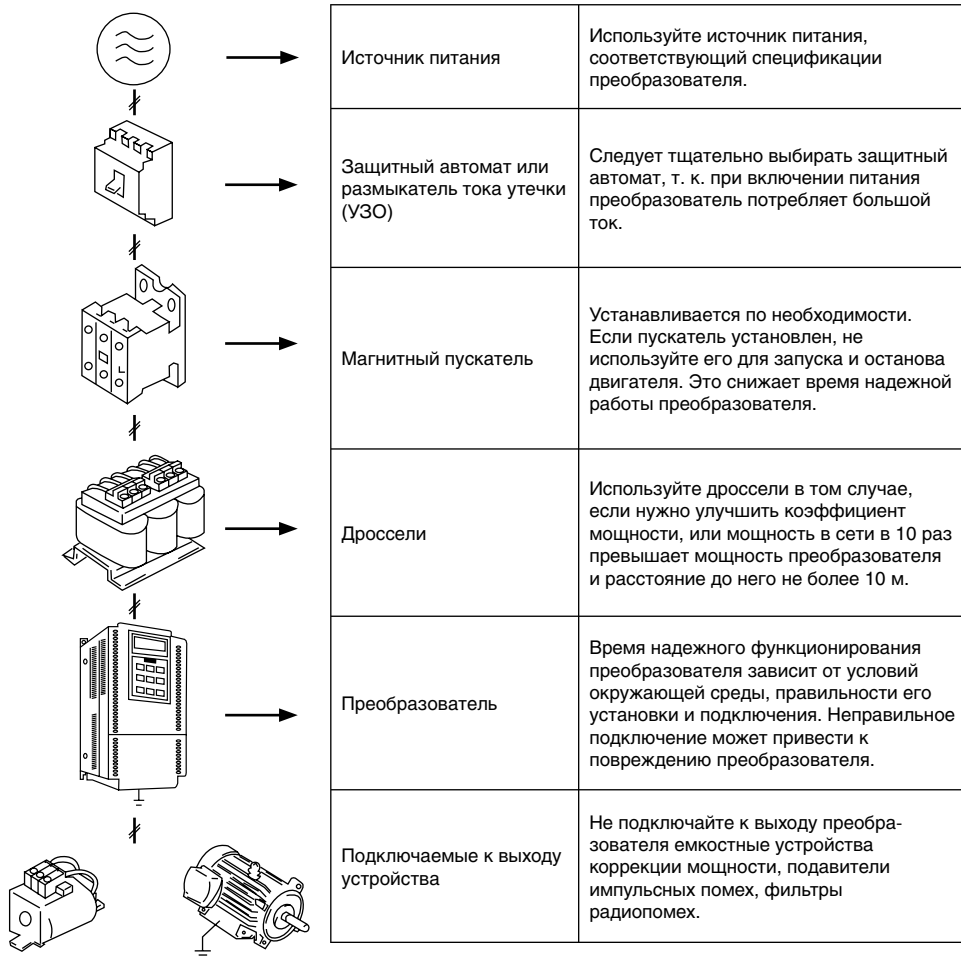 Источник питания
Используйте источник питания,
соответствующий спецификации
преобразователя.
Защитный автомат или
размыкатель тока утечки
(УЗО)
Следует тщательно выбирать защитный
автомат, т. к. при включении питания
преобразователь потребляет большой
ток.
Магнитный пускатель
Устанавливается по необходимости.
Если пускатель установлен, не
используйте его для запуска и останова
двигателя. Это снижает время надежной
работы преобразователя.
Дроссели
Используйте дроссели в том случае,
если нужно улучшить коэффициент
мощности, или мощность в сети в 10 раз
превышает мощность преобразователя
и расстояние до него не более 10 м.
Преобразователь
Время надежного функционирования
преобразователя зависит от условий
окружающей среды, правильности его
установки и подключения. Неправильное
подключение может привести к
повреждению преобразователя.
Подключаемые к выходу
устройства
Не подключайте к выходу преобра-
зователя емкостные устройства
коррекции мощности, подавители
импульсных помех, фильтры
радиопомех.